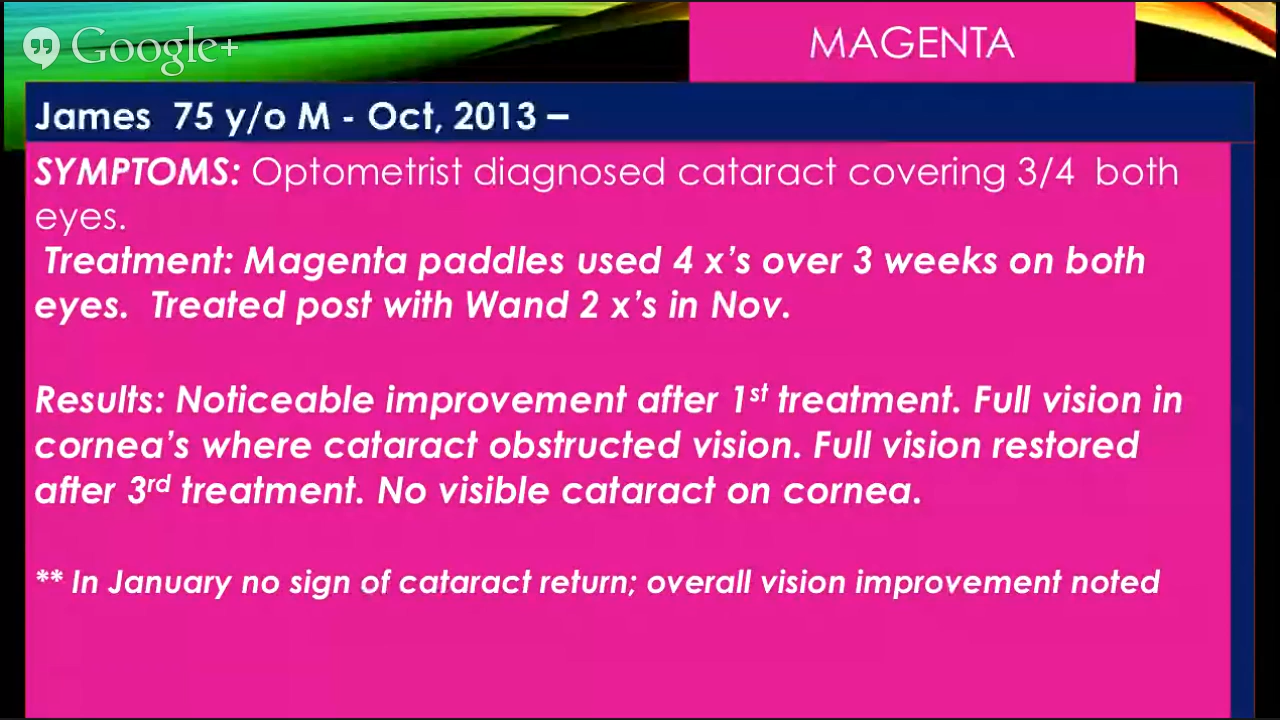 Google+
MAGENTA
James 75 y/o M - Oct, 2013 –
SYMPTOMS: Optometrist diagnosed cataract covering 3/4 both
eyes.
Treatment: Magenta paddles used 4 x’s over 3 weeks on both
eyes. Treated post with Wand 2 x’s in Nov.
Results: Noticeable improvement after 1st treatment. Full vision in
cornea’s where cataract obstructed vision. Full vision restored
after 3rd treatment. No visible cataract on cornea.
** In January no sign of cataract return; overall vision improvement noted